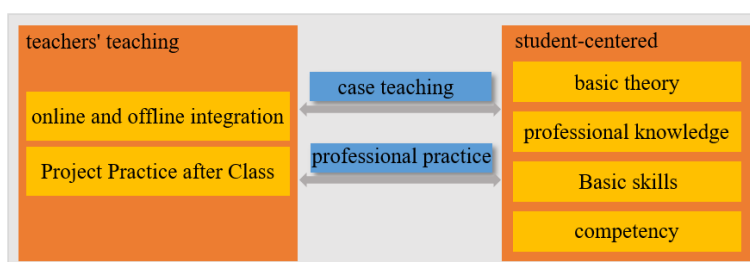 teachers' teaching
online and offline integration
Project Practice after Class
case teaching
professional practice
student-centered
basic theory
professional knowledge
Basic skills
competency